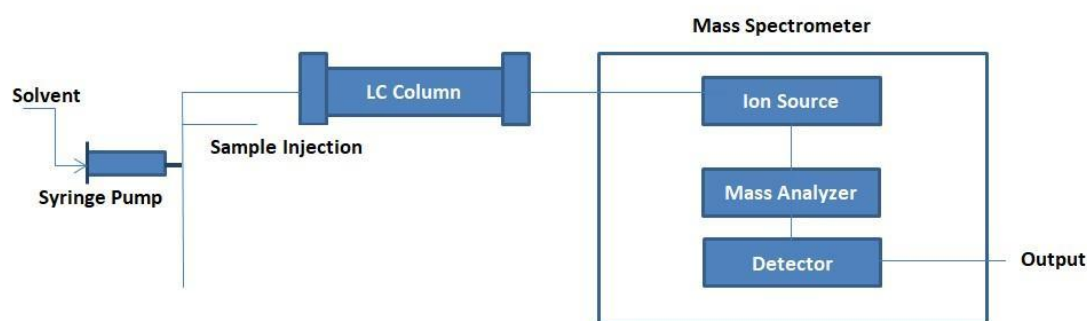 Mass Spectrometer
Solvent
LC Column
Ion Source
Sample Injection
Syringe Pump
Mass Analyzer
Detector
Output